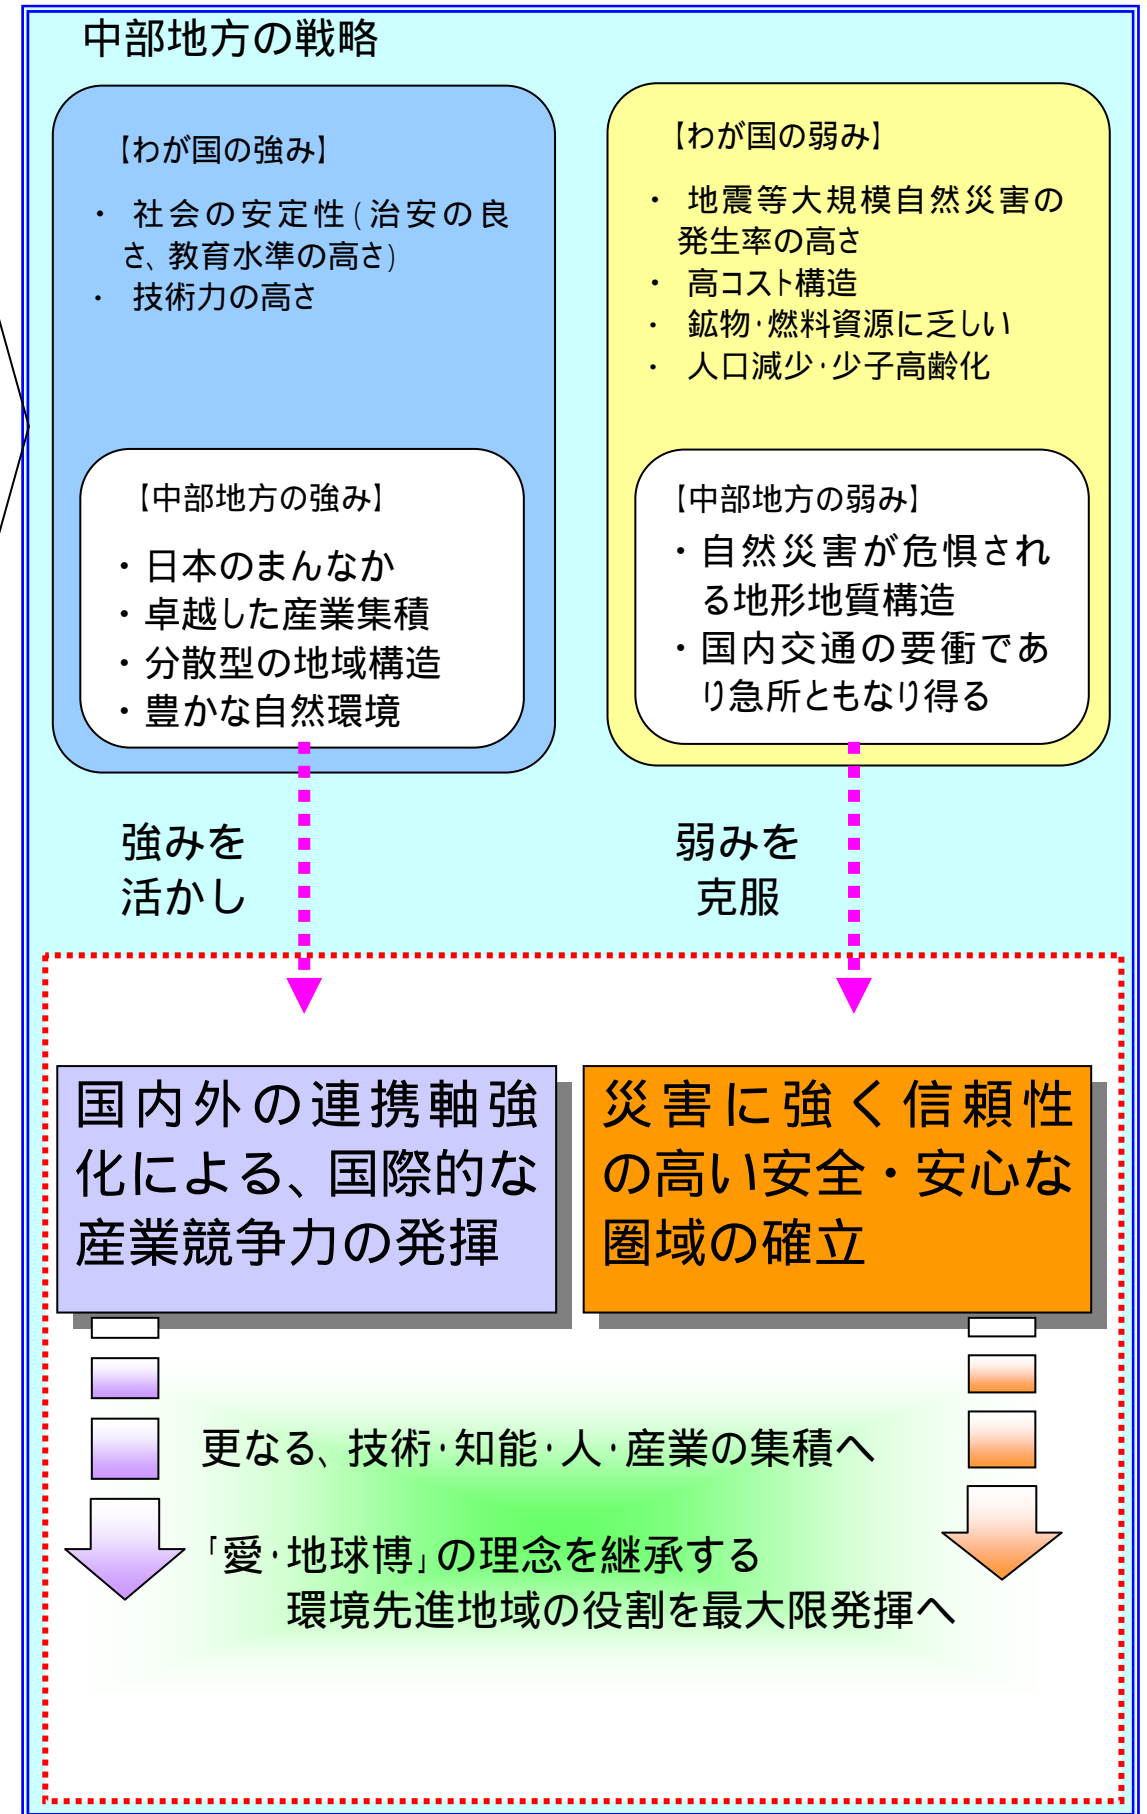 中部地方の戦略
【わが国の強み】
・ 社会の安定性(治安の良
さ、教育水準の高さ)
・ 技術力の高さ
【中部地方の強み】
・日本のまんなか
・卓越した産業集積
・分散型の地域構造
・豊かな自然環境
【わが国の弱み】
・ 地震等大規模自然災害の
発生率の高さ
・ 高コスト構造
・ 鉱物・燃料資源に乏しい
・ 人口減少・少子高齢化
【中部地方の弱み】
・自然災害が危惧され
る地形地質構造
・国内交通の要衝であ
り急所ともなり得る
強みを
活かし
弱みを
克服
国内外の連携軸強
化による、国際的な
産業競争力の発揮
災害に強く信頼性
の高い安全・安心な
圏域の確立
更なる、技術・知能・人・産業の集積へ
「愛・地球博」の理念を継承する
環境先進地域の役割を最大限発揮へ